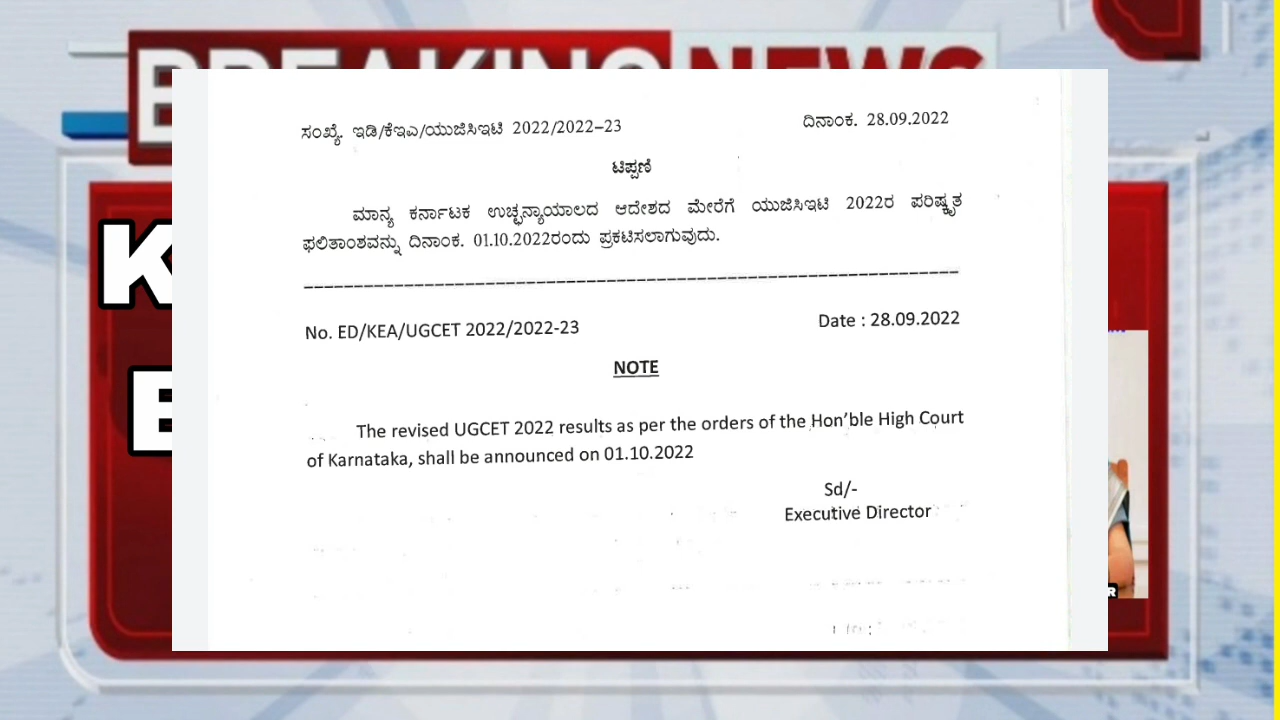 BREAKING NEWS
ಸಂಖ್ಯೆ. ಇಡಿ/ಕೆಇಎ/ಯುಜಿಸಿಇಟಿ 2022/2022–23 ದಿನಾಂಕ. 28.09.2022
ಟಿಪ್ಪಣಿ
ಮಾನ್ಯ ಕರ್ನಾಟಕ ಉಚ್ಛನ್ಯಾಯಾಲದ ಆದೇಶದ ಮೇರೆಗೆ ಯುಜಿಸಿಇಟಿ 2022ರ ಪರಿಷ್ಕೃತ
ಫಲಿತಾಂಶವನ್ನು ದಿನಾಂಕ. 01.10.2022ರಂದು ಪ್ರಕಟಿಸಲಾಗುವುದು.
No. ED/KEA/UGCET 2022/2022-23 Date : 28.09.2022
NOTE
The revised UGCET 2022 results as per the orders of the Hon’ble High Court
of Karnataka, shall be announced on 01.10.2022
Sd/-
Executive Director